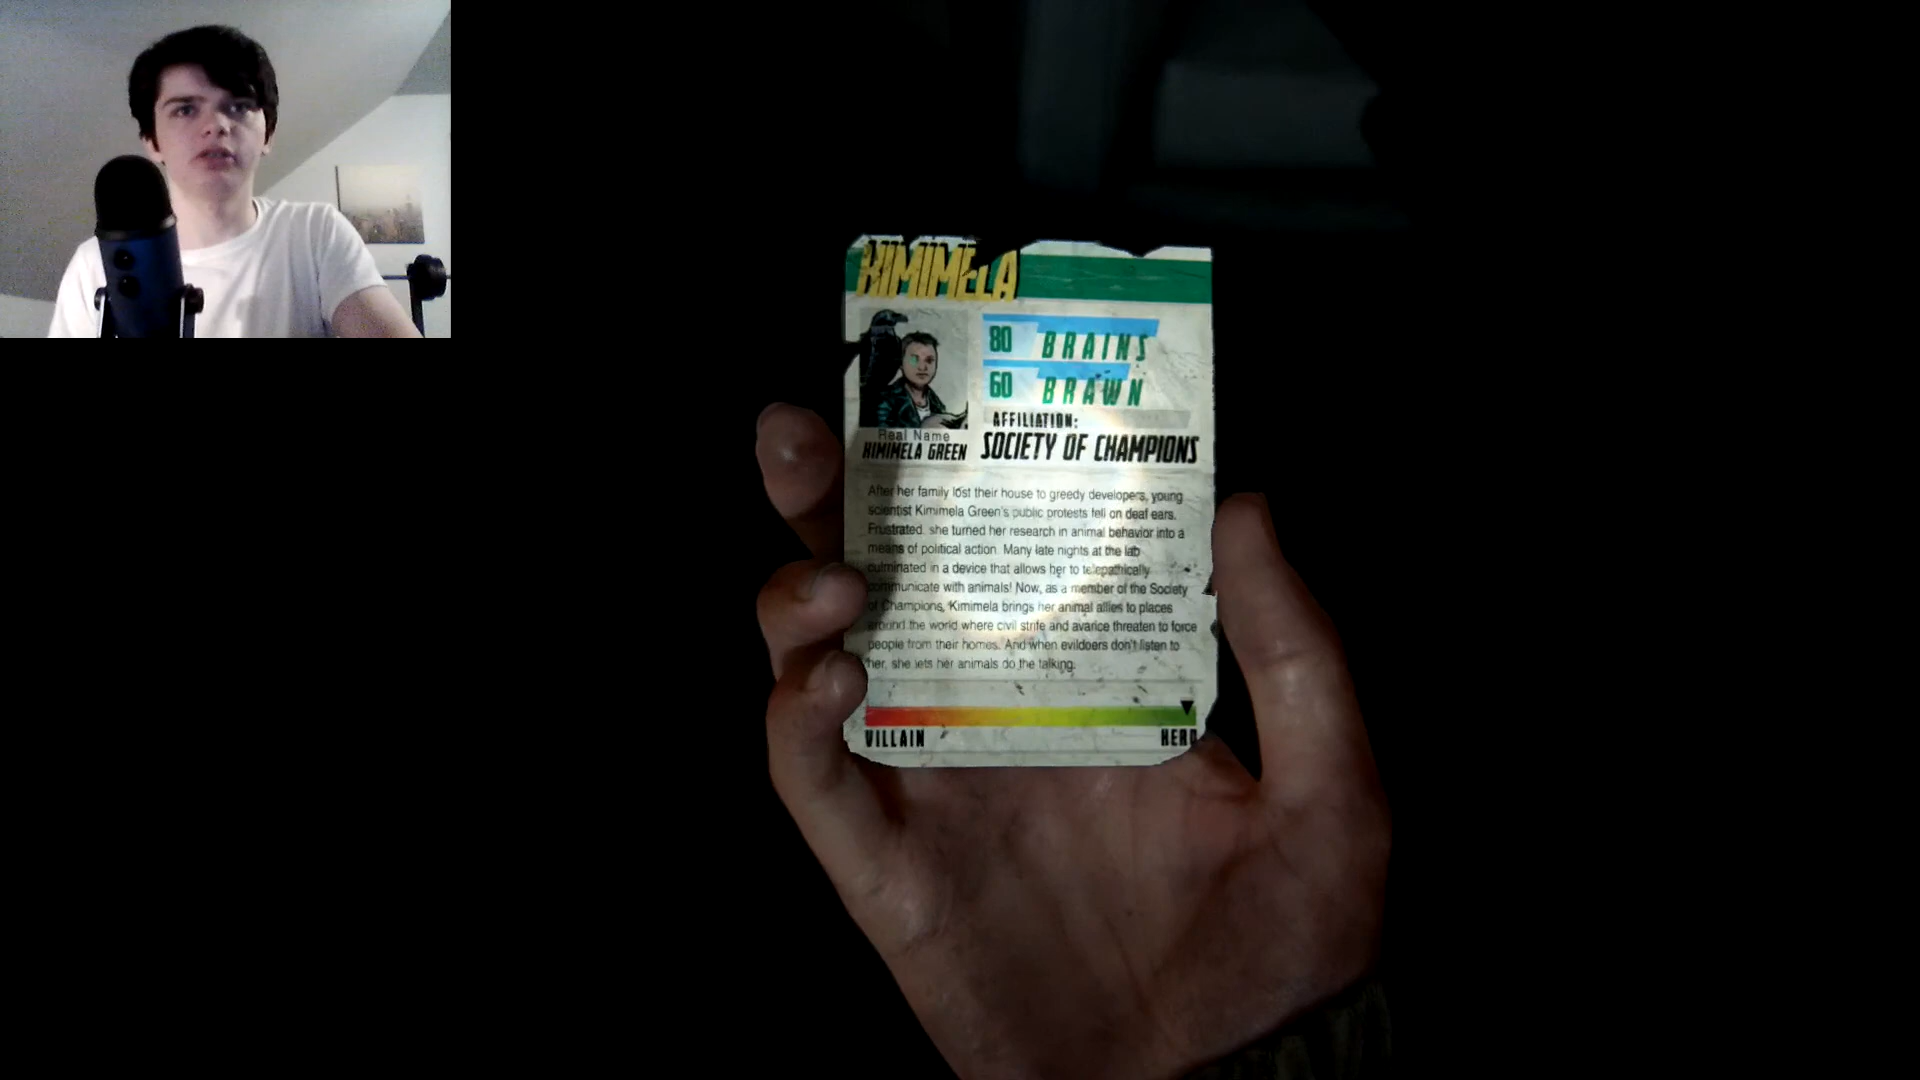 KIMIMELA
80 BRAINS
60 BRAWN
AFFILIATION:
SOCIETY OF CHAMPIONS
Real Name
KIMIMELA GREEN
After her family lost their house to greedy developers, young
scientist Kimimela Green's public protests fell on deaf ears.
Frustrated, she turned her research in animal behavior into a
means of political action. Many late nights at the lab
culminated in a device that allows her to telepathically
communicate with animals! Now, as a member of the Society
of Champions, Kimimela brings her animal allies to places
around the world where civil strife and avarice threaten to force
people from their homes. And when evildoers don't listen to
her, she lets her animals do the talking.
VILLAIN HERO